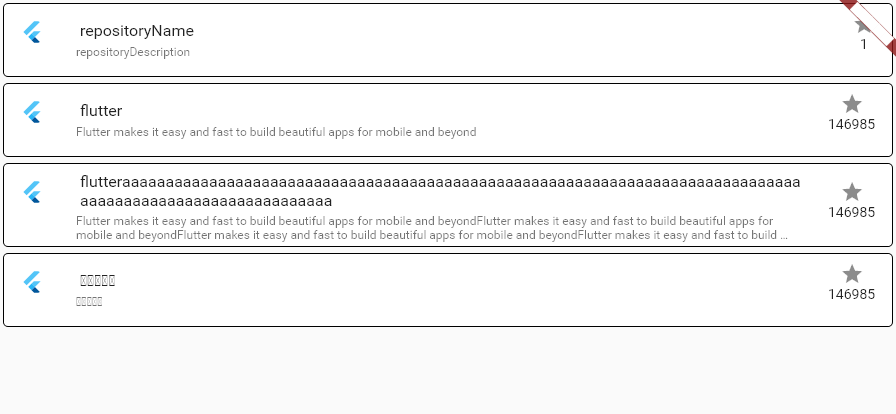 repositoryName
repositoryDescription
1
flutter
Flutter makes it easy and fast to build beautiful apps for mobile and beyond
146985
flutteraaaaaaaaaaaaaaaaaaaaaaaaaaaaaaaaaaaaaaaaaaaaaaaaaaaaaaaaaaaaaaaaaaaaaaaaaaaaaa
aaaaaaaaaaaaaaaaaaaaaaaaaaaaa
Flutter makes it easy and fast to build beautiful apps for mobile and beyondFlutter makes it easy and fast to build beautiful apps for
mobile and beyondFlutter makes it easy and fast to build beautiful apps for mobile and beyondFlutter makes it easy and fast to build …
146985
146985